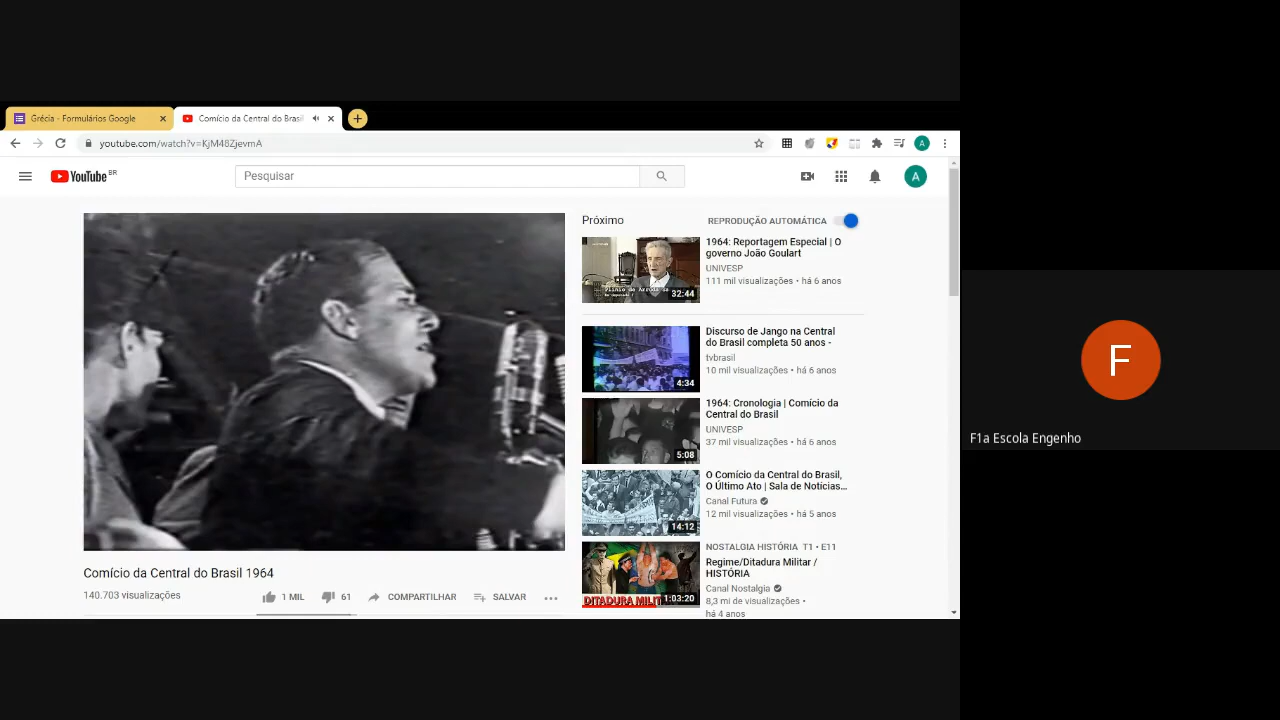 Grécia - Formulários Google
Comício da Central do Brasil
youtube.com/watch?v=KjM48ZjevmA
A
YouTube BR
Pesquisar
A
Próximo
REPRODUÇÃO AUTOMÁTICA
32:44
1964: Reportagem Especial | O
governo João Goulart
UNIVESP
111 mil visualizações • há 6 anos
4:34
Discurso de Jango na Central
do Brasil completa 50 anos -
tvbrasil
10 mil visualizações • há 6 anos
5:08
1964: Cronologia | Comício da
Central do Brasil
UNIVESP
37 mil visualizações • há 6 anos
14:12
O Comício da Central do Brasil,
O Último Ato | Sala de Notícias...
Canal Futura
12 mil visualizações • há 5 anos
DITADURA MILIT
1:03:20
NOSTALGIA HISTÓRIA T1 • E11
Regime/Ditadura Militar /
HISTÓRIA
Canal Nostalgia
8,3 mi de visualizações •
há 4 anos
Comício da Central do Brasil 1964
140.703 visualizações
1 MIL
61
COMPARTILHAR
SALVAR
F
F1a Escola Engenho